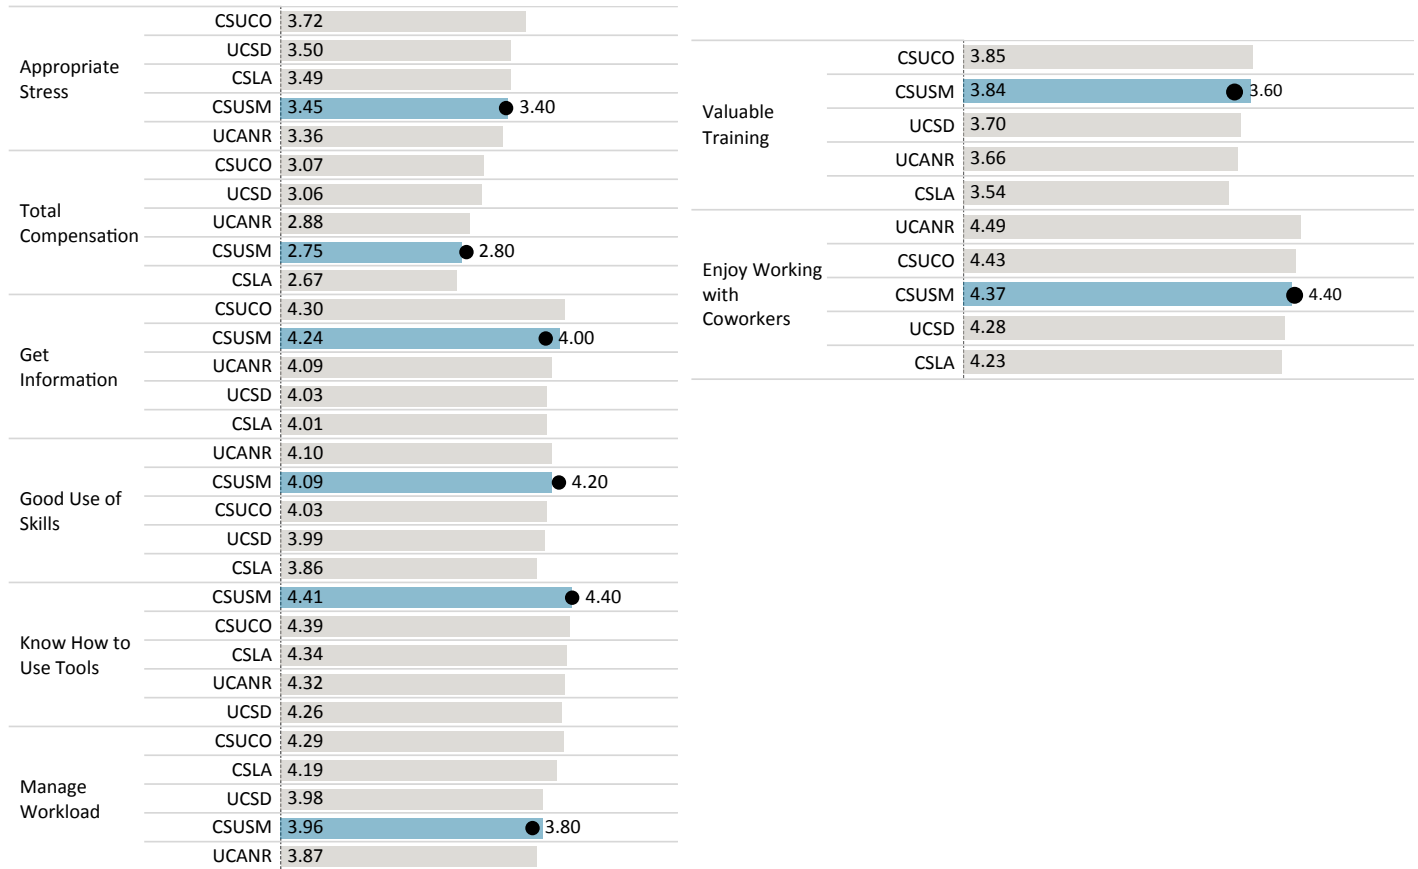 CSUCO 3.72
UCSD 3.50
Appropriate
Stress
CSLA 3.49
CSUSM 3.45 3.40
UCANR 3.36
CSUCO 3.07
UCSD 3.06
Total
Compensation
UCANR 2.88
CSUSM 2.75 2.80
CSLA 2.67
CSUCO 4.30
CSUSM 4.24 4.00
Get
Information
UCANR 4.09
UCSD 4.03
CSLA 4.01
UCANR 4.10
CSUSM 4.09 4.20
Good Use of
Skills
CSUCO 4.03
UCSD 3.99
CSLA 3.86
CSUSM 4.41 4.40
CSUCO 4.39
Know How to
Use Tools
CSLA 4.34
UCANR 4.32
UCSD 4.26
CSUCO 4.29
CSLA 4.19
Manage
Workload
UCSD 3.98
CSUSM 3.96 3.80
UCANR 3.87
CSUCO 3.85
CSUSM 3.84 3.60
Valuable
Training
UCSD 3.70
UCANR 3.66
CSLA 3.54
UCANR 4.49
CSUCO 4.43
Enjoy Working
with
Coworkers
CSUSM 4.37 4.40
UCSD 4.28
CSLA 4.23